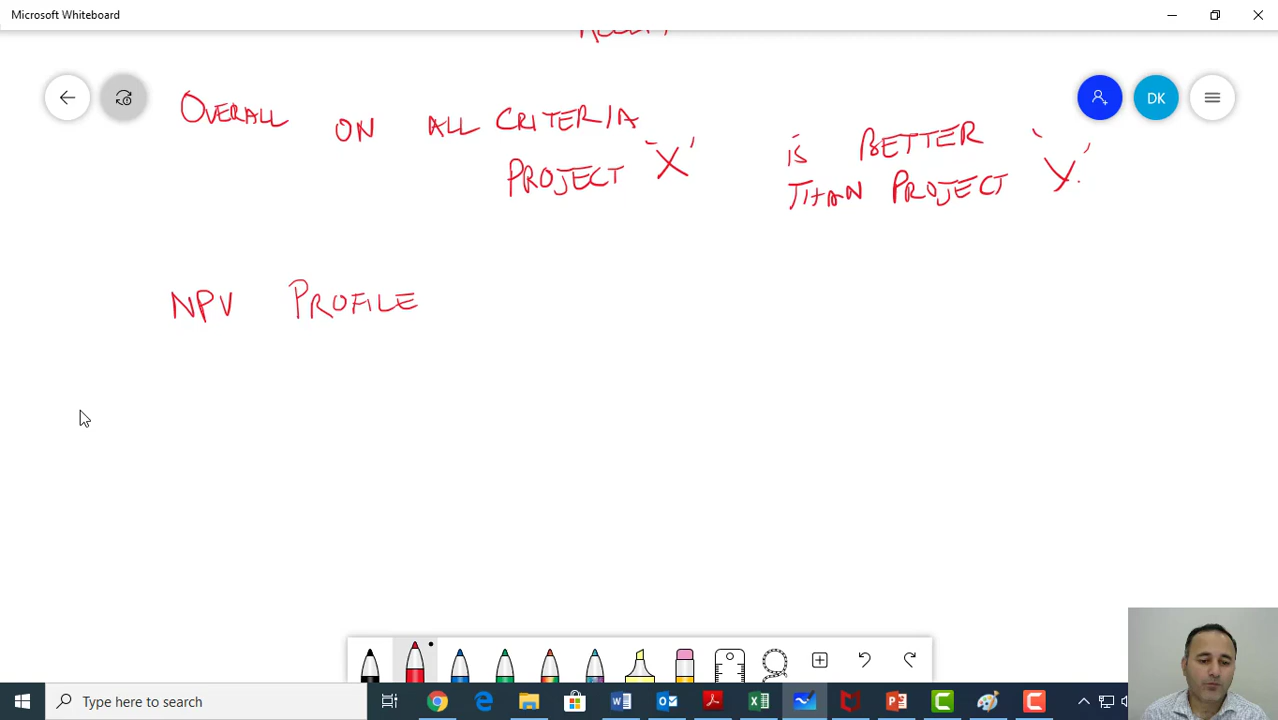 Microsoft Whiteboard
OVERALL ON ALL CRITERIA
PROJECT 'X' is BETTER
THAN PROJECT 'Y'.
DK
NPV PROFILE
Type here to search